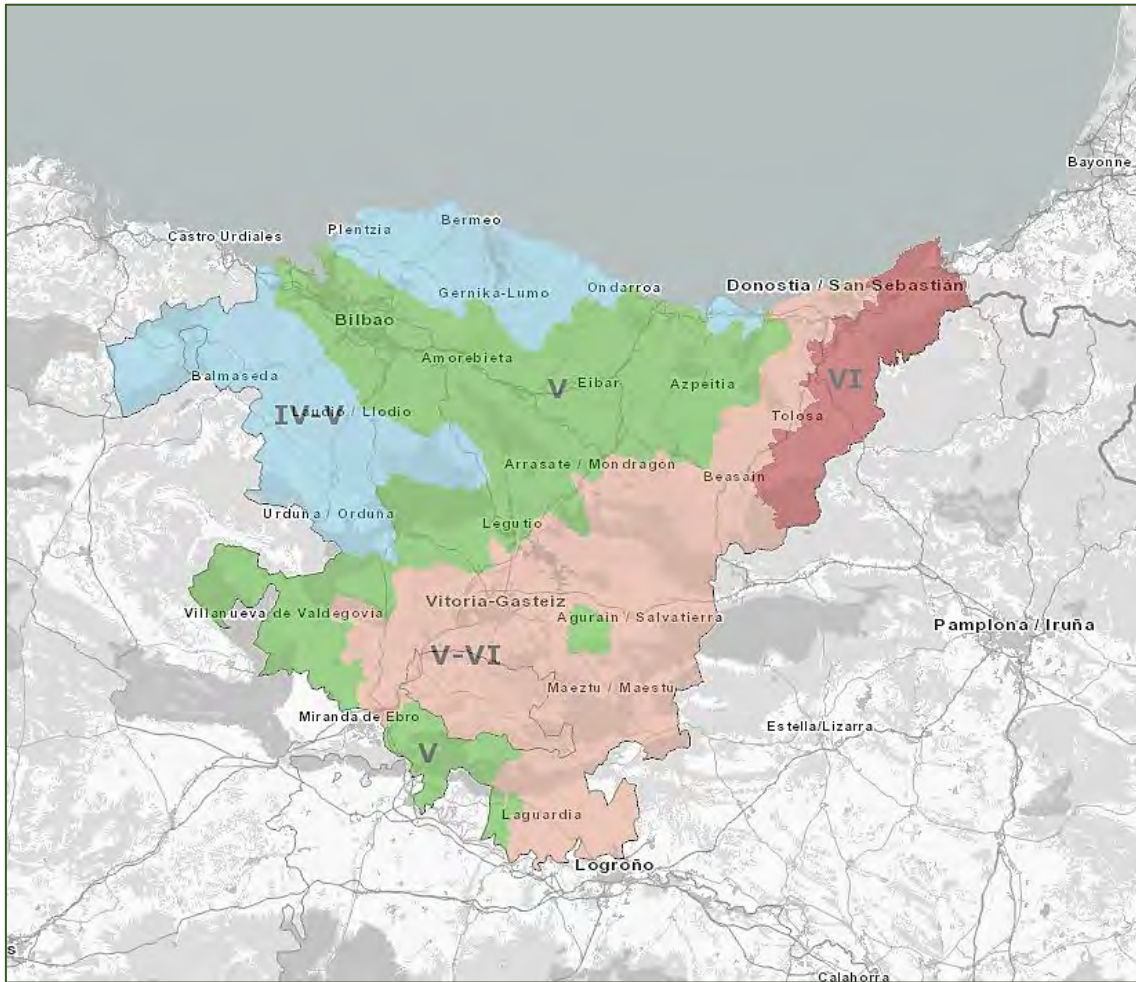 Bayonne
Bermeo
Plentzia
Castro Urdiales
Donostia / San Sebastián
Ondarroa
Gernika-Lumo
Bilbao
Amorebieta
V
Eibar
Azpeitia
VI
Balmaseda
IV-V
Laudio / Llodio
Tolosa
Arrasate / Mondragón
Beasain
Urduña / Orduña
Legutio
Vitoria-Gasteiz
Villanueva de Valdegovía
Agurain / Salvatierra
Pamplona / Iruña
V-VI
Maeztu / Maestu
Miranda de Ebro
Estella/Lizarra
V
Laguardia
Logroño
s
Calahorra